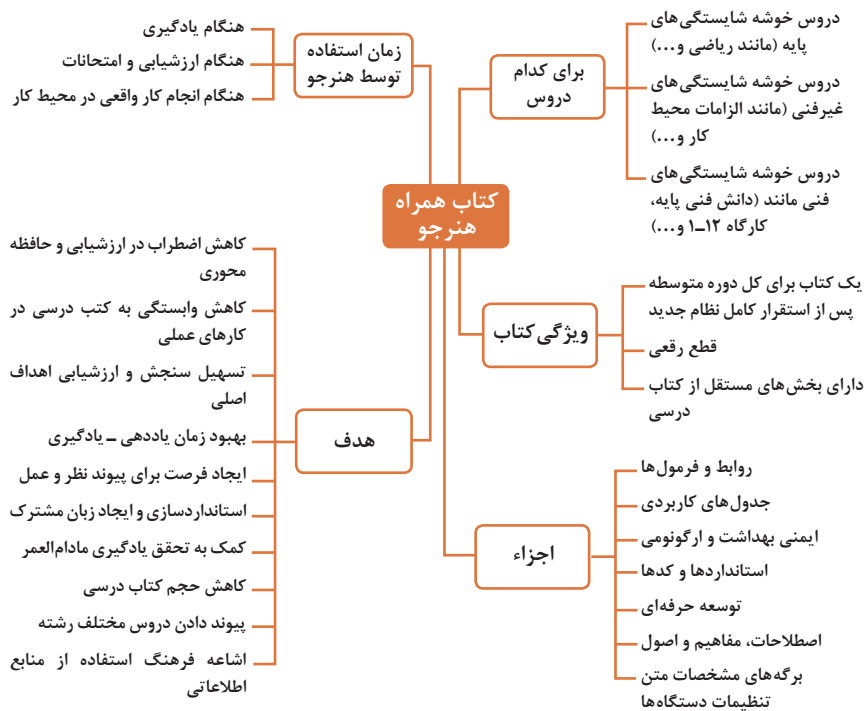 کتاب همراه
هنرجو
برای کدام
دروس
دروس خوشه شایستگی‌های
پایه (مانند ریاضی و...)
دروس خوشه شایستگی‌های
غیرفنی (مانند الزامات محیط
کار و...)
دروس خوشه شایستگی‌های
فنی مانند (دانش فنی پایه،
کارگاه ۱۲ـ۱ و...)
ویژگی کتاب
یک کتاب برای کل دوره متوسطه
پس از استقرار کامل نظام جدید
قطع رقعی
دارای بخش‌های مستقل از کتاب
درسی
اجزاء
روابط و فرمول‌ها
جدول‌های کاربردی
ایمنی بهداشت و ارگونومی
استانداردها و کدها
توسعه حرفه‌ای
اصطلاحات، مفاهیم و اصول
برگه‌های مشخصات متن
تنظیمات دستگاه‌ها
زمان استفاده
توسط هنرجو
هنگام یادگیری
هنگام ارزشیابی و امتحانات
هنگام انجام کار واقعی در محیط کار
هدف
کاهش اضطراب در ارزشیابی و حافظه
محوری
کاهش وابستگی به کتب درسی در
کارهای عملی
تسهیل سنجش و ارزشیابی اهداف
اصلی
بهبود زمان یاددهی ـ یادگیری
ایجاد فرصت برای پیوند نظر و عمل
استانداردسازی و ایجاد زبان مشترک
کمک به تحقق یادگیری مادام‌العمر
کاهش حجم کتاب درسی
پیوند دادن دروس مختلف رشته
اشاعه فرهنگ استفاده از منابع
اطلاعاتی